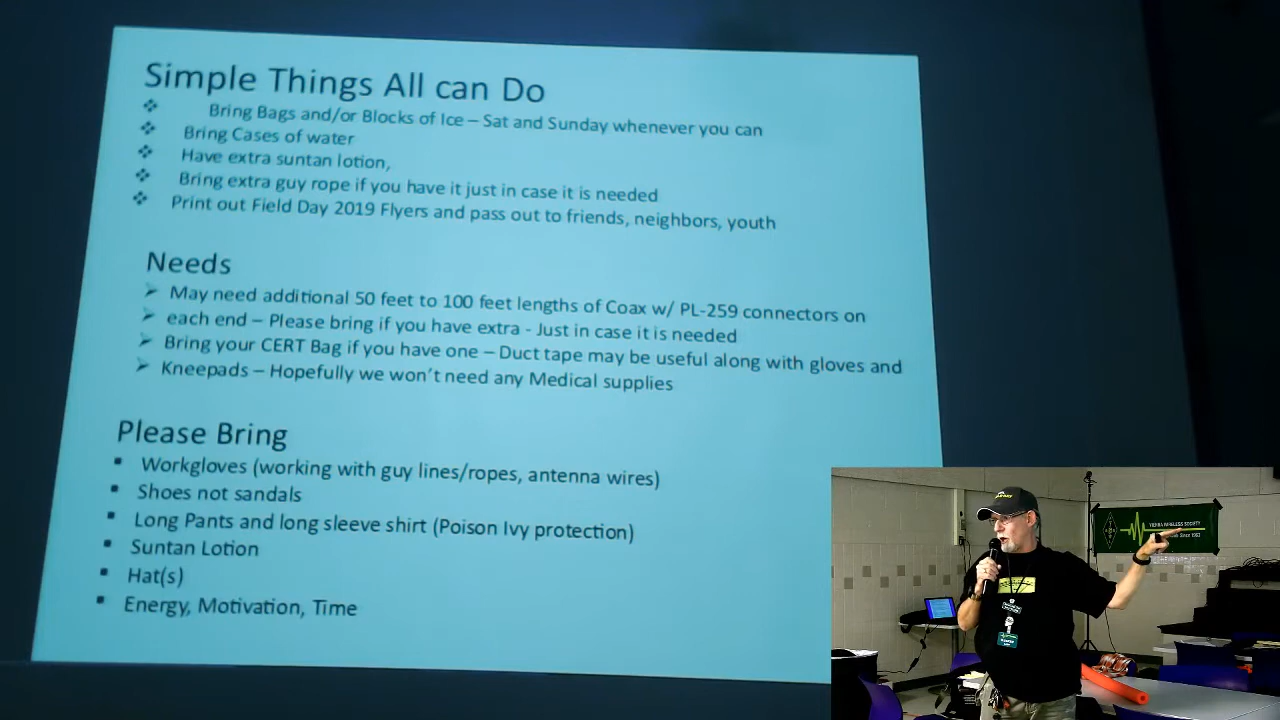 Simple Things All can Do
Bring Bags and/or Blocks of Ice – Sat and Sunday whenever you can
Bring Cases of water
Have extra suntan lotion,
Bring extra guy rope if you have it just in case it is needed
Print out Field Day 2019 Flyers and pass out to friends, neighbors, youth
Needs
May need additional 50 feet to 100 feet lengths of Coax w/ PL-259 connectors on
each end – Please bring if you have extra - Just in case it is needed
Bring your CERT Bag if you have one – Duct tape may be useful along with gloves and
Kneepads – Hopefully we won't need any Medical supplies
Please Bring
Workgloves (working with guy lines/ropes, antenna wires)
Shoes not sandals
Long Pants and long sleeve shirt (Poison Ivy protection)
Suntan Lotion
Hat(s)
Energy, Motivation, Time
VIENNA WIRELESS SOCIETY
Since 1963